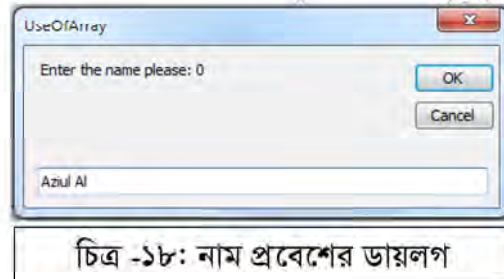 UseOfArray
Enter the name please: 0
OK
Cancel
Aziul Al
চিত্র -১৮: নাম প্রবেশের ডায়লগ